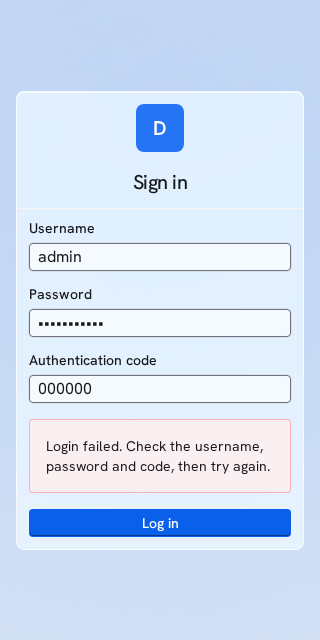 D
Sign in
Username
admin
Password
•••••••••••
Authentication code
000000
Login failed. Check the username,
password and code, then try again.
Log in